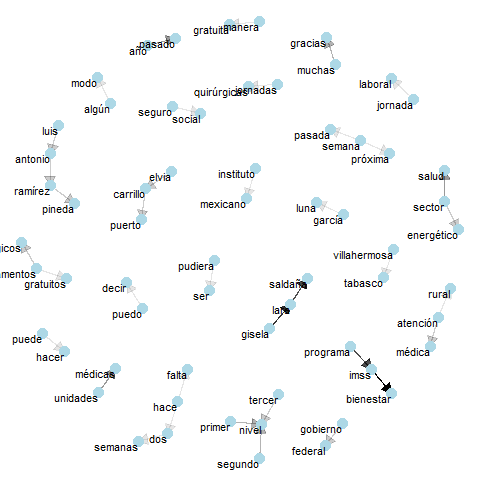 gratuita
manera
año
pasado
gracias
muchas
modo
algún
quirúrgicas
jornadas
laboral
jornada
seguro
social
luis
antonio
ramírez
pineda
pasada
semana
próxima
elvia
carrillo
puerto
instituto
mexicano
salud
sector
energético
luna
garcía
gicos
amentos
gratuitos
pudiera
ser
villahermosa
tabasco
decir
puedo
saldaña
gisela
rural
atención
médica
puede
hacer
programa
imss
bienestar
médicas
unidades
falta
hace
dos
semanas
tercer
primer
nivel
segundo
gobierno
federal